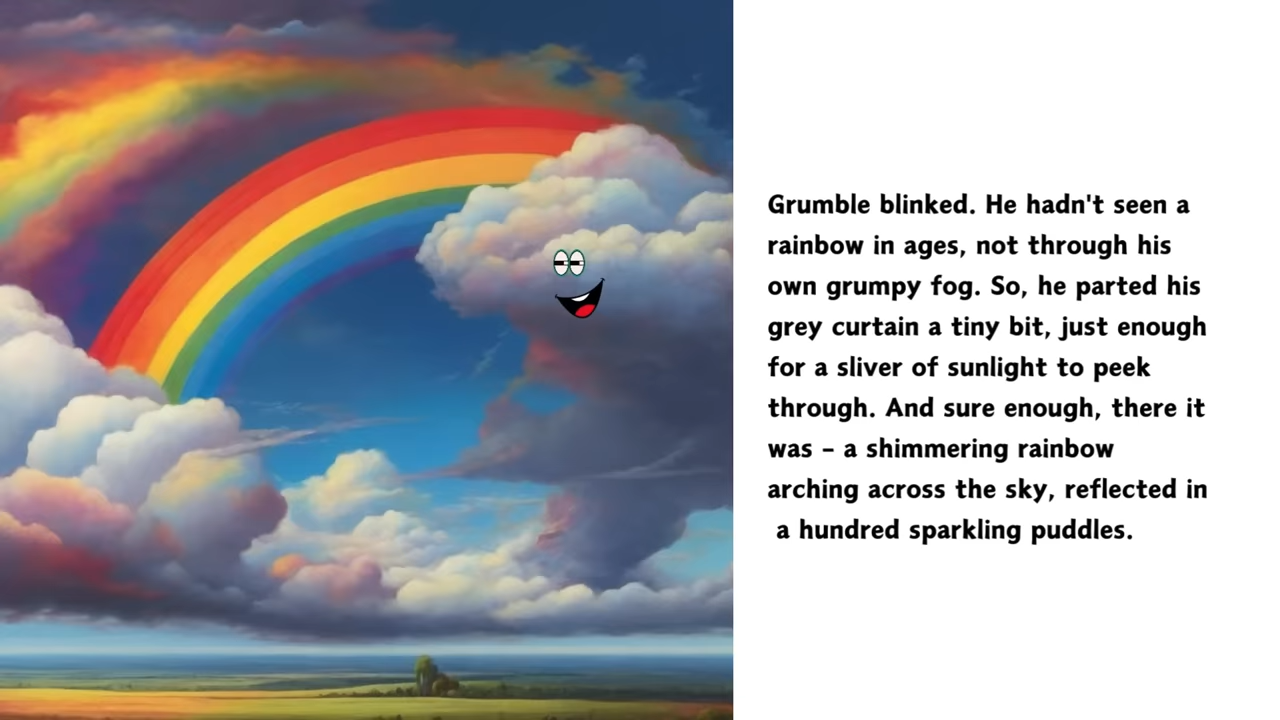 Grumble blinked. He hadn't seen a
rainbow in ages, not through his
own grumpy fog. So, he parted his
grey curtain a tiny bit, just enough
for a sliver of sunlight to peek
through. And sure enough, there it
was – a shimmering rainbow
arching across the sky, reflected in
a hundred sparkling puddles.